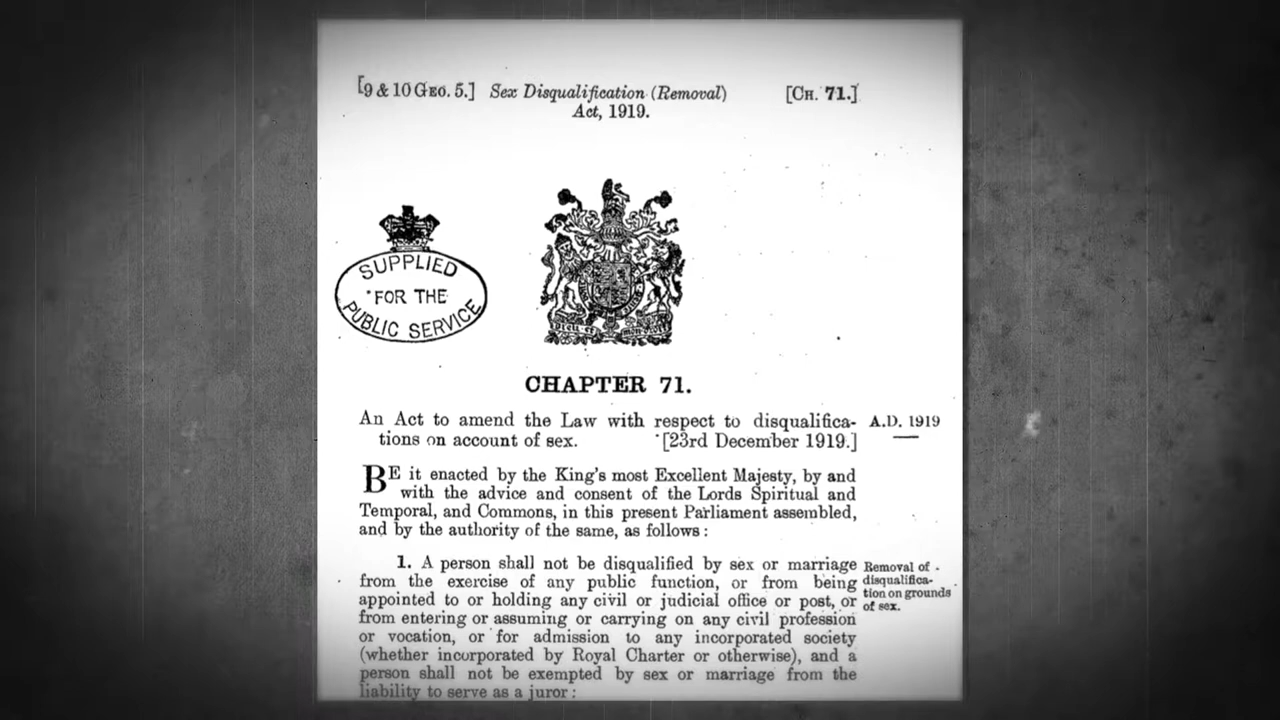 [9 & 10 GEO. 5.] Sex Disqualification (Removal) [CH. 71.]
Act, 1919.
SUPPLIED
FOR THE
PUBLIC SERVICE
DIEU ET MON DROIT
CHAPTER 71.
An Act to amend the Law with respect to disqualifica- A.D. 1919
tions on account of sex. [23rd December 1919.]
BE it enacted by the King's most Excellent Majesty, by and
with the advice and consent of the Lords Spiritual and
Temporal, and Commons, in this present Parliament assembled,
and by the authority of the same, as follows:
1. A person shall not be disqualified by sex or marriage
from the exercise of any public function, or from being
appointed to or holding any civil or judicial office or post, or
from entering or assuming or carrying on any civil profession
or vocation, or for admission to any incorporated society
(whether incorporated by Royal Charter or otherwise), and a
person shall not be exempted by sex or marriage from the
liability to serve as a juror:
Removal of
disqualifica-
tion on grounds
of sex.